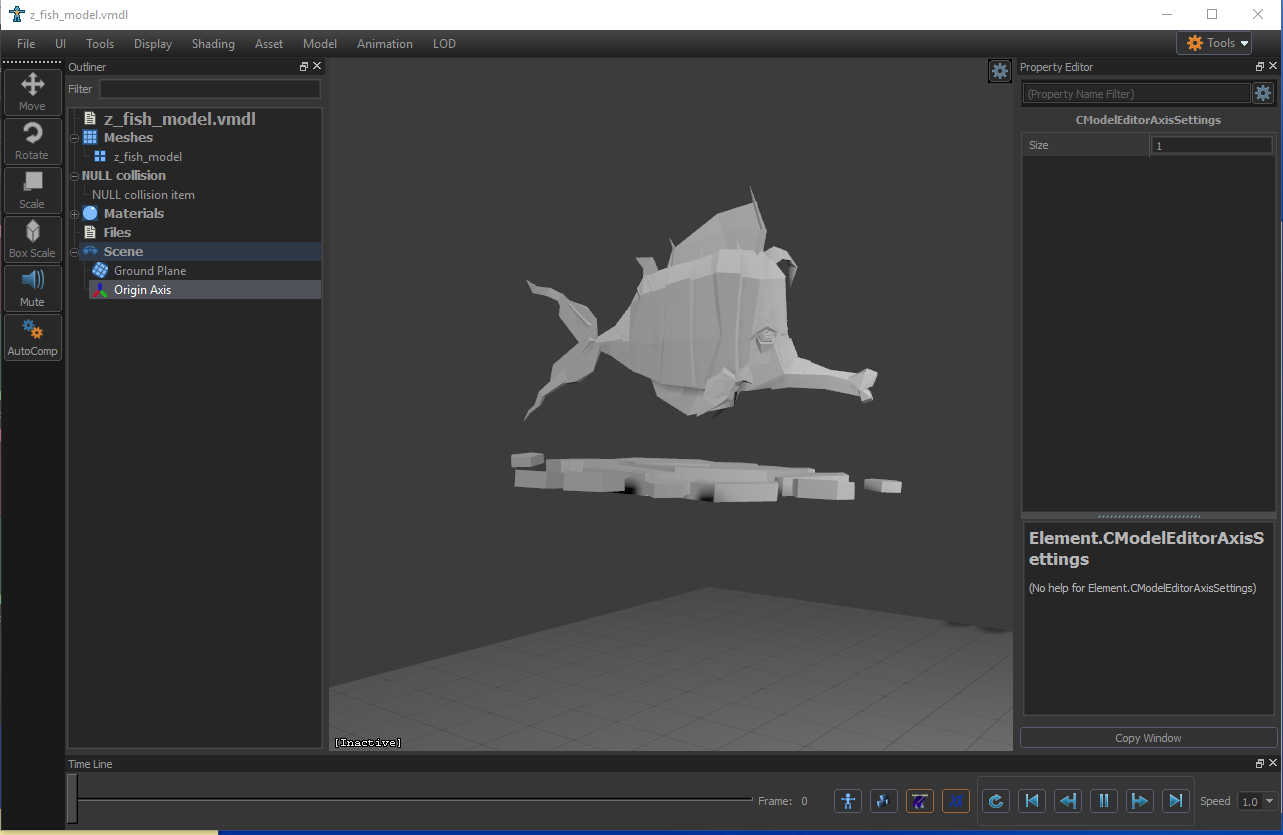 z_fish_model.vmdl
File UI Tools Display Shading Asset Model Animation LOD Tools
Move
Rotate
Scale
Box Scale
Mute
AutoComp
Outliner
Filter
z_fish_model.vmdl
Meshes
z_fish_model
NULL collision
NULL collision item
Materials
Files
Scene
Ground Plane
Origin Axis
[Inactive]
Property Editor
(Property Name Filter)
CModelEditorAxisSettings
Size 1
Element.CModelEditorAxisS
ettings
(No help for Element.CModelEditorAxisSettings)
Copy Window
Time Line
Frame: 0
Speed 1.0